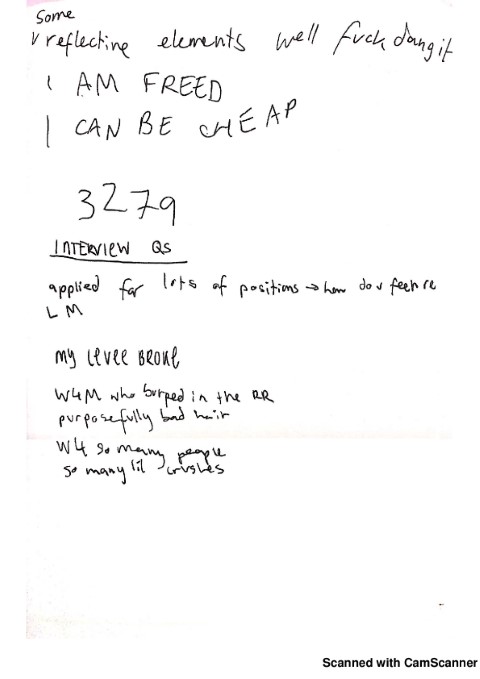 Some
v reflecting elements well fuck dang it
I AM FREED
I CAN BE CHEAP
3279
INTERVIEW QS
applied for lots of positions → how do u feel re
LM
my levee BROKE
W4M who burped in the RR
purposefully bad hair
W4 so many people
so many lil crushes
Scanned with CamScanner